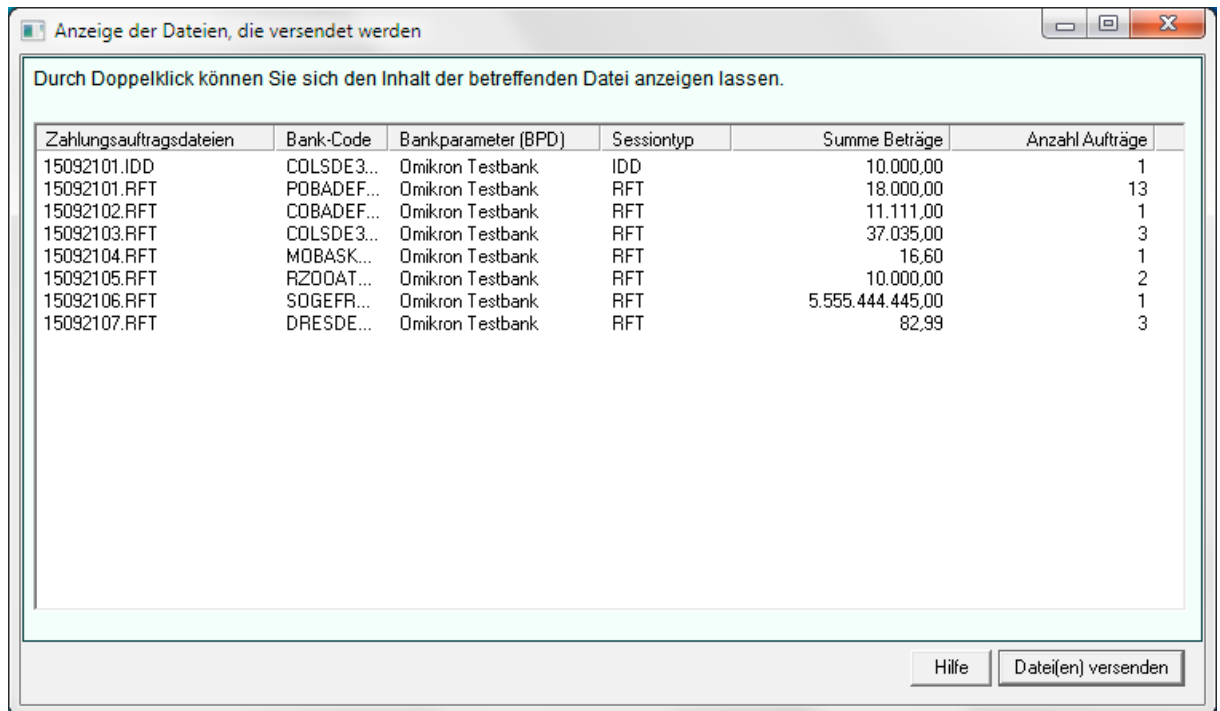 Anzeige der Dateien, die versendet werden
Durch Doppelklick können Sie sich den Inhalt der betreffenden Datei anzeigen lassen.
Zahlungsauftragsdateien Bank-Code Bankparameter (BPD) Sessiontyp Summe Beträge Anzahl Aufträge
15092101.IDD COLSDE3... Omikron Testbank IDD 10.000,00 1
15092101.RFT POBADEF... Omikron Testbank RFT 18.000,00 13
15092102.RFT COBADEF... Omikron Testbank RFT 11.111,00 1
15092103.RFT COLSDE3... Omikron Testbank RFT 37.035,00 3
15092104.RFT MOBASK... Omikron Testbank RFT 16,60 1
15092105.RFT RZOOAT... Omikron Testbank RFT 10.000,00 2
15092106.RFT SOGEFR... Omikron Testbank RFT 5.555.444.445,00 1
15092107.RFT DRESDE... Omikron Testbank RFT 82,99 3
Hilfe Datei(en) versenden